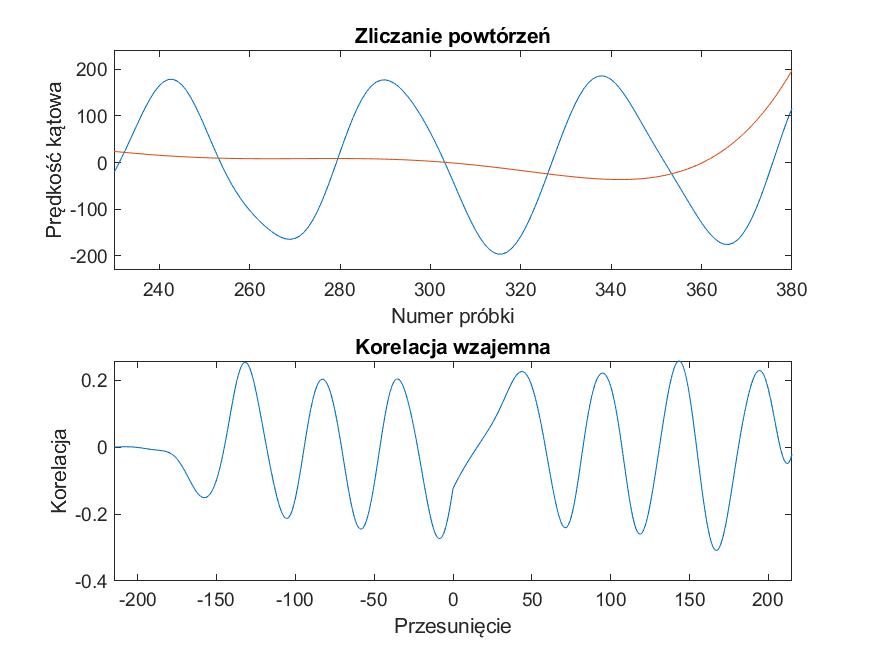 Zliczanie powtórzeń
200
100
0
-100
-200
Prędkość kątowa
240 260 280 300 320 340 360 380
Numer próbki
Korelacja wzajemna
0.2
0
-0.2
-0.4
Korelacja
-200 -150 -100 -50 0 50 100 150 200
Przesunięcie